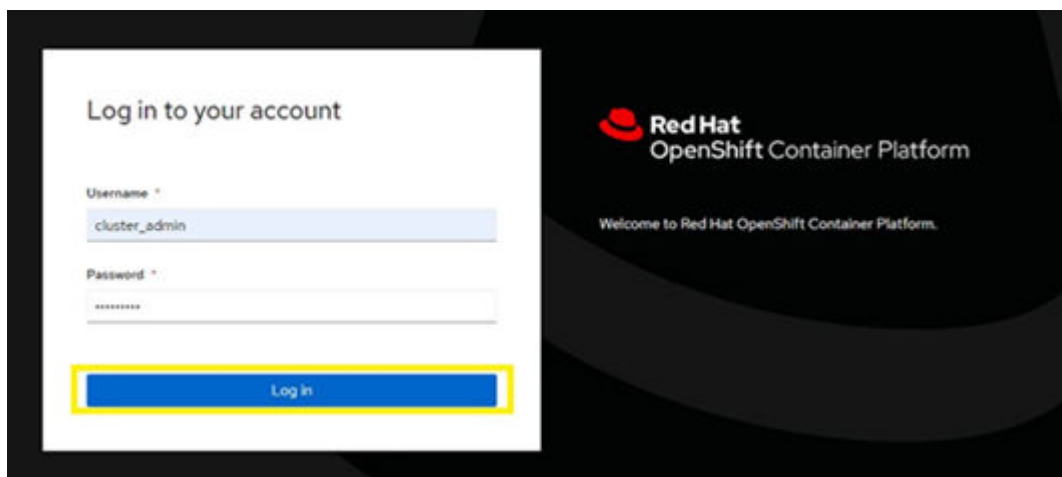 Log in to your account
Username *
cluster_admin
Password *
•••••••••
Log in
Red Hat
OpenShift Container Platform
Welcome to Red Hat OpenShift Container Platform.